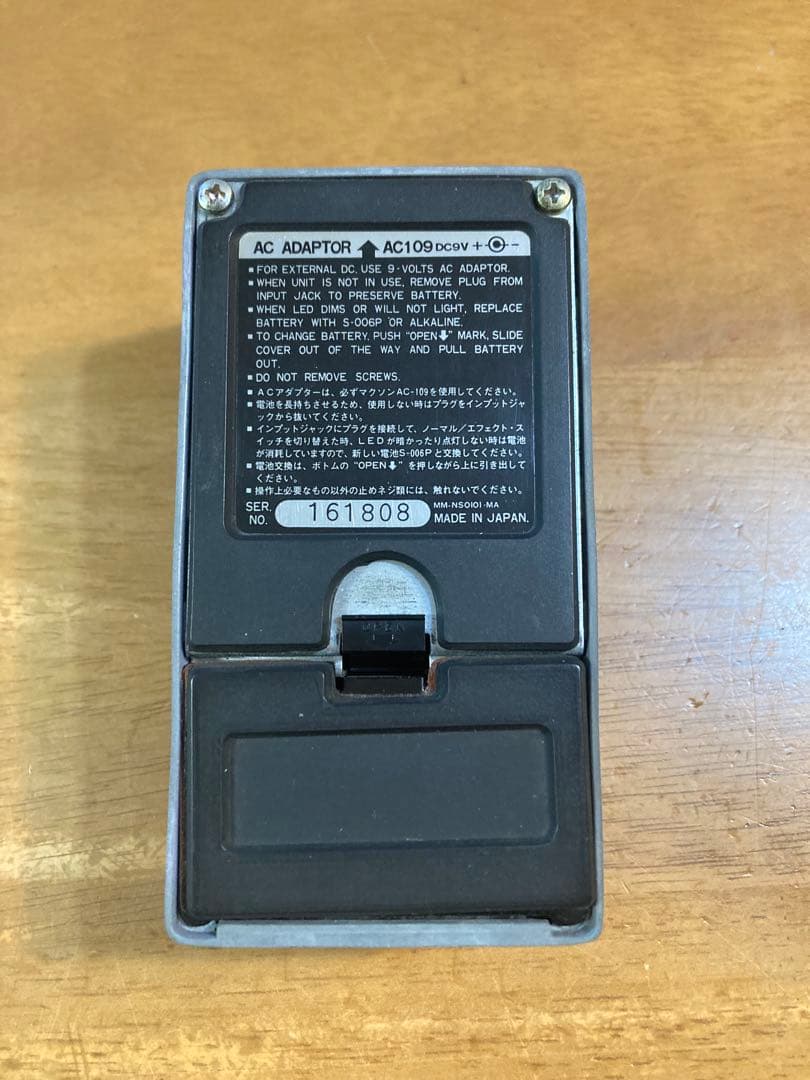 AC ADAPTOR AC109 DC9V + -
■ FOR EXTERNAL DC, USE 9-VOLTS AC ADAPTOR.
■ WHEN UNIT IS NOT IN USE, REMOVE PLUG FROM
INPUT JACK TO PRESERVE BATTERY.
■ WHEN LED DIMS OR WILL NOT LIGHT, REPLACE
BATTERY WITH S-006P OR ALKALINE.
■ TO CHANGE BATTERY, PUSH "OPEN↓" MARK, SLIDE
COVER OUT OF THE WAY AND PULL BATTERY
OUT.
■ DO NOT REMOVE SCREWS.
■ ACアダプターは、必ずマクソンAC-109を使用してください。
■ 電池を長持ちさせるため、使用しない時はプラグをインプットジャ
ックから抜いてください。
■ インプットジャックにプラグを接続して、ノーマル/エフェクト・ス
イッチを切り替えた時、LEDが暗かったり点灯しない時は電池
が消耗していますので、新しい電池S-006Pと交換してください。
■ 電池交換は、ボトムの "OPEN↓" を押しながら上に引き出して
ください。
■ 操作上必要なもの以外の止めネジ類には、触れないでください。
SER. NO. 161808 MM-NS0101-MA
MADE IN JAPAN.
OPEN